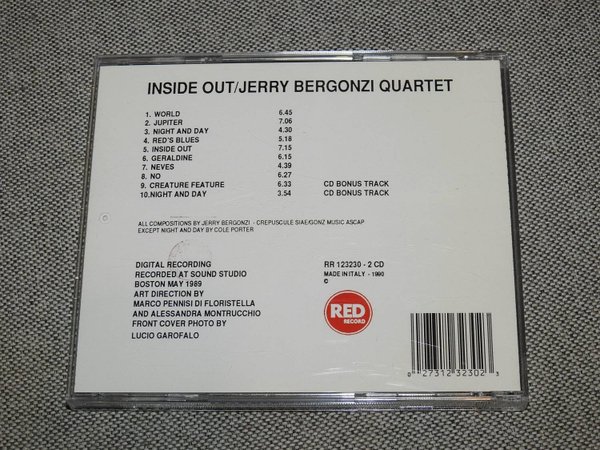 INSIDE OUT/JERRY BERGONZI QUARTET
1. WORLD 6.45
2. JUPITER 7.06
3. NIGHT AND DAY 4.30
4. RED'S BLUES 5.18
5. INSIDE OUT 7.15
6. GERALDINE 6.15
7. NEVES 4.39
8. NO 6.27
9. CREATURE FEATURE 6.33 CD BONUS TRACK
10.NIGHT AND DAY 3.54 CD BONUS TRACK
ALL COMPOSITIONS BY JERRY BERGONZI - CREPUSCULE SIAE/GONZ MUSIC ASCAP
EXCEPT NIGHT AND DAY BY COLE PORTER
DIGITAL RECORDING
RECORDED AT SOUND STUDIO
BOSTON MAY 1989
ART DIRECTION BY
MARCO PENNISI DI FLORISTELLA
AND ALESSANDRA MONTRUCCHIO
FRONT COVER PHOTO BY
LUCIO GAROFALO
RR 123230 - 2 CD
MADE IN ITALY - 1990
©
RED
RECORD
0 27312 32302 3